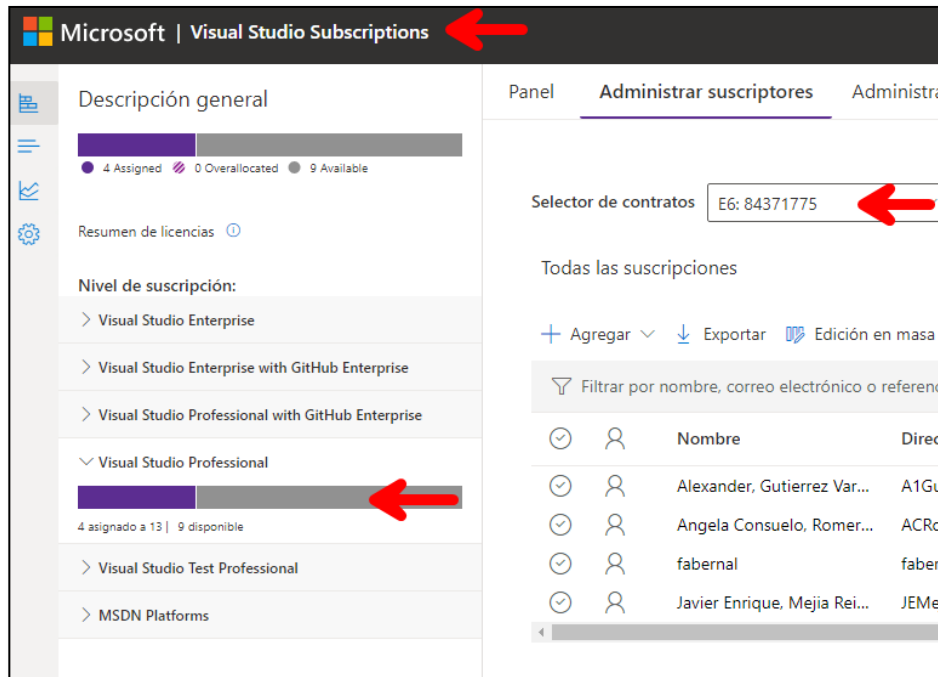 Microsoft | Visual Studio Subscriptions
Descripción general
4 Assigned 0 Overallocated 9 Available
Resumen de licencias
Nivel de suscripción:
Visual Studio Enterprise
Visual Studio Enterprise with GitHub Enterprise
Visual Studio Professional with GitHub Enterprise
Visual Studio Professional
4 asignado a 13 | 9 disponible
Visual Studio Test Professional
MSDN Platforms
Panel Administrar suscriptores Administra
Selector de contratos E6: 84371775
Todas las suscripciones
Agregar Exportar Edición en masa
Filtrar por nombre, correo electrónico o referenc
Nombre Direc
Alexander, Gutierrez Var... A1Gu
Angela Consuelo, Romer... ACRo
fabernal faber
Javier Enrique, Mejia Rei... JEMe